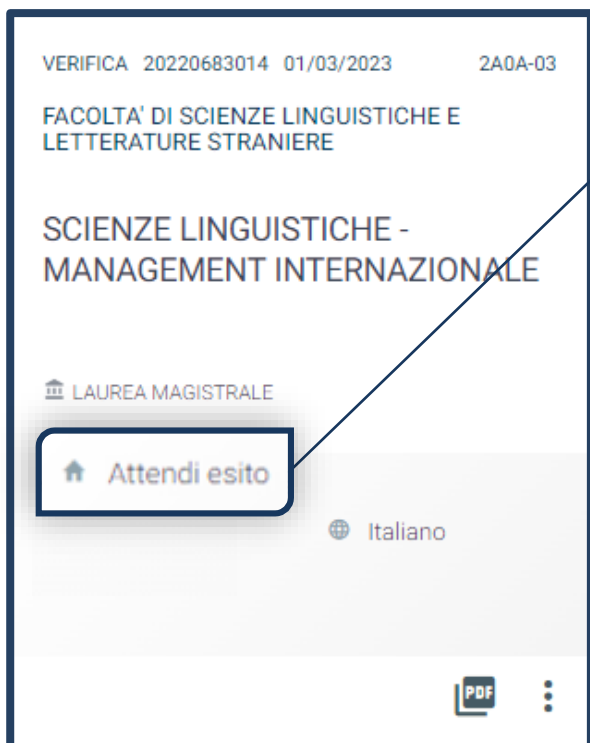 VERIFICA 20220683014 01/03/2023 2A0A-03
FACOLTA' DI SCIENZE LINGUISTICHE E
LETTERATURE STRANIERE
SCIENZE LINGUISTICHE -
MANAGEMENT INTERNAZIONALE
LAUREA MAGISTRALE
Attendi esito
Italiano
PDF